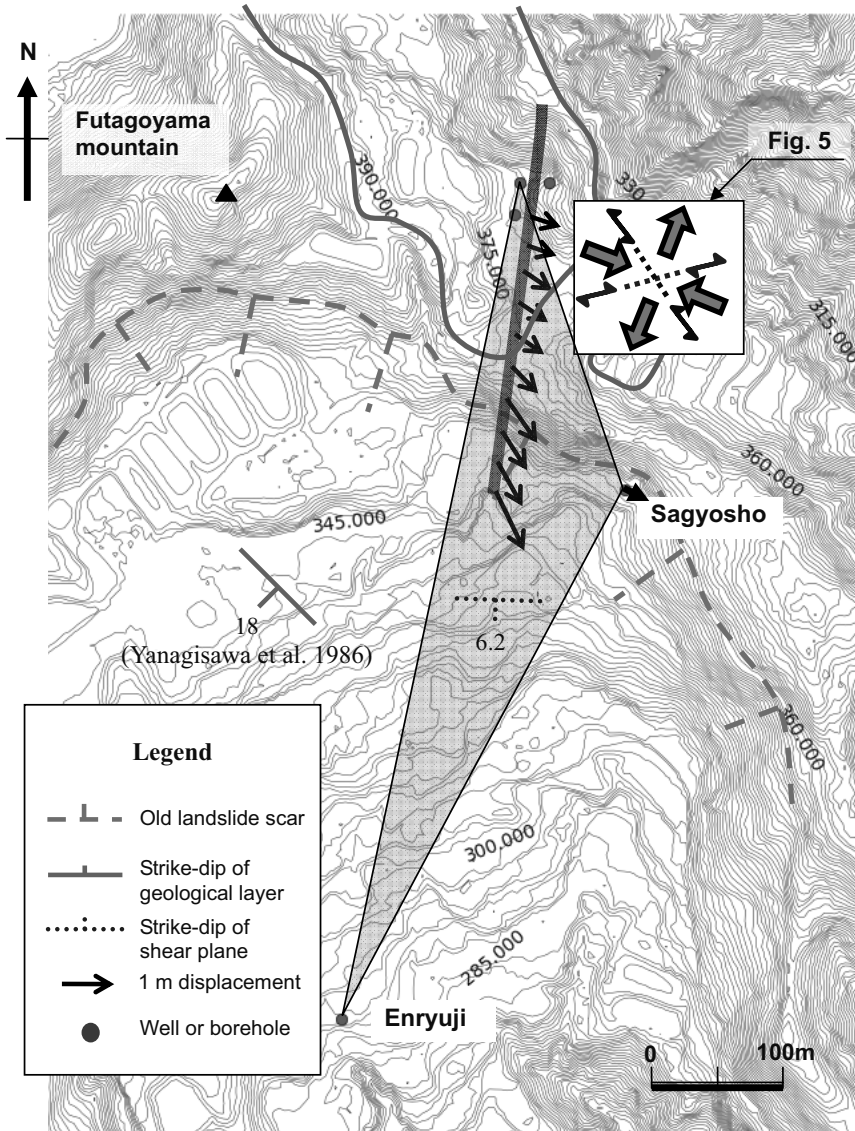 N
Futagoyama
mountain
Fig. 5
390.000
330
375.000
315.000
360.000
345.000
Sagyosho
18
(Yanagisawa et al. 1986)
6.2
360.000
Legend
Old landslide scar
Strike-dip of
geological layer
Strike-dip of
shear plane
1 m displacement
Well or borehole
300.000
285.000
Enryuji
0 100m